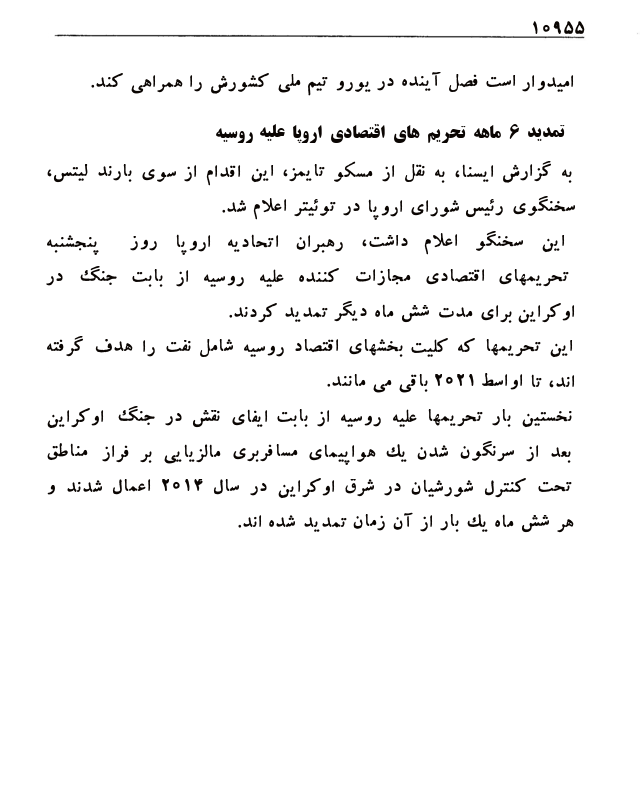 ۱۰۹۵۵
امیدوار است فصل آینده در یورو تیم ملی کشورش را همراهی کند.
تمدید ۶ ماهه تحریم های اقتصادی اروپا علیه روسیه
به گزارش ایسنا، به نقل از مسکو تایمز، این اقدام از سوی بارند لیتس،
سخنگوی رئیس شورای اروپا در توئیتر اعلام شد.
این سخنگو اعلام داشت، رهبران اتحادیه اروپا روز پنجشنبه
تحریمهای اقتصادی مجازات کننده علیه روسیه از بابت جنگ در
اوکراین برای مدت شش ماه دیگر تمدید کردند.
این تحریمها که کلیت بخشهای اقتصاد روسیه شامل نفت را هدف گرفته
اند، تا اواسط ۲۰۲۱ باقی می مانند.
نخستین بار تحریمها علیه روسیه از بابت ایفای نقش در جنگ اوکراین
بعد از سرنگون شدن یك هواپیمای مسافربری مالزیایی بر فراز مناطق
تحت کنترل شورشیان در شرق اوکراین در سال ۲۰۱۴ اعمال شدند و
هر شش ماه یك بار از آن زمان تمدید شده اند.